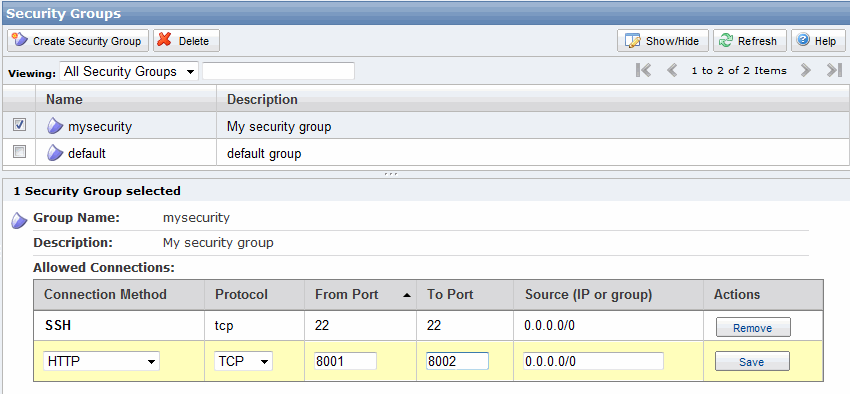 Security Groups
Create Security Group Delete Show/Hide Refresh Help
Viewing: All Security Groups 1 to 2 of 2 Items
Name Description
mysecurity My security group
default default group
1 Security Group selected
Group Name: mysecurity
Description: My security group
Allowed Connections:
Connection Method Protocol From Port To Port Source (IP or group) Actions
SSH tcp 22 22 0.0.0.0/0 Remove
HTTP TCP 8001 8002 0.0.0.0/0 Save